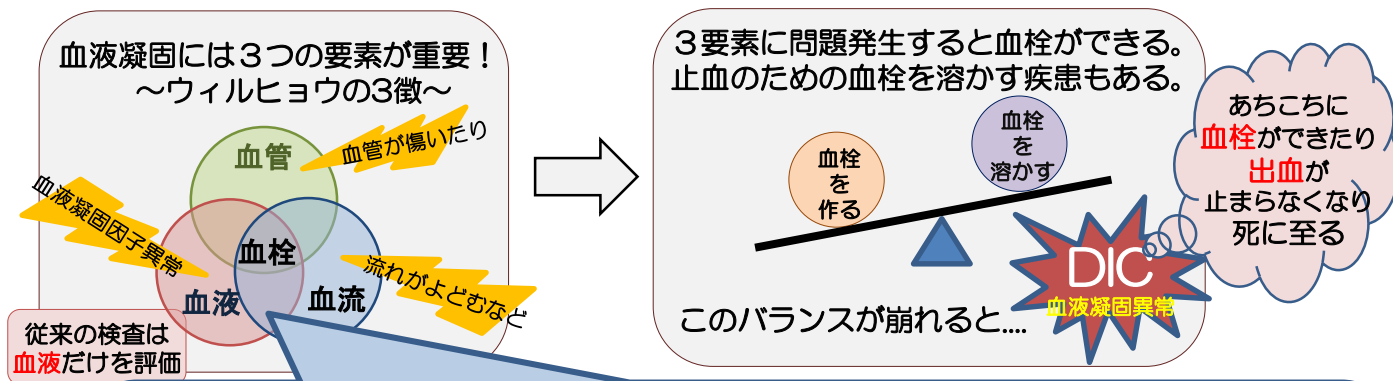 血液凝固には３つの要素が重要！
～ウィルヒョウの3徴～
血管
血管が傷いたり
血液凝固因子異常
血栓
血液
血流
流れがよどむなど
従来の検査は
血液だけを評価
３要素に問題発生すると血栓ができる。
止血のための血栓を溶かす疾患もある。
血栓
を
作る
血栓
を
溶かす
このバランスが崩れると....
DIC
血液凝固異常
あちこちに
血栓ができたり
出血が
止まらなくなり
死に至る